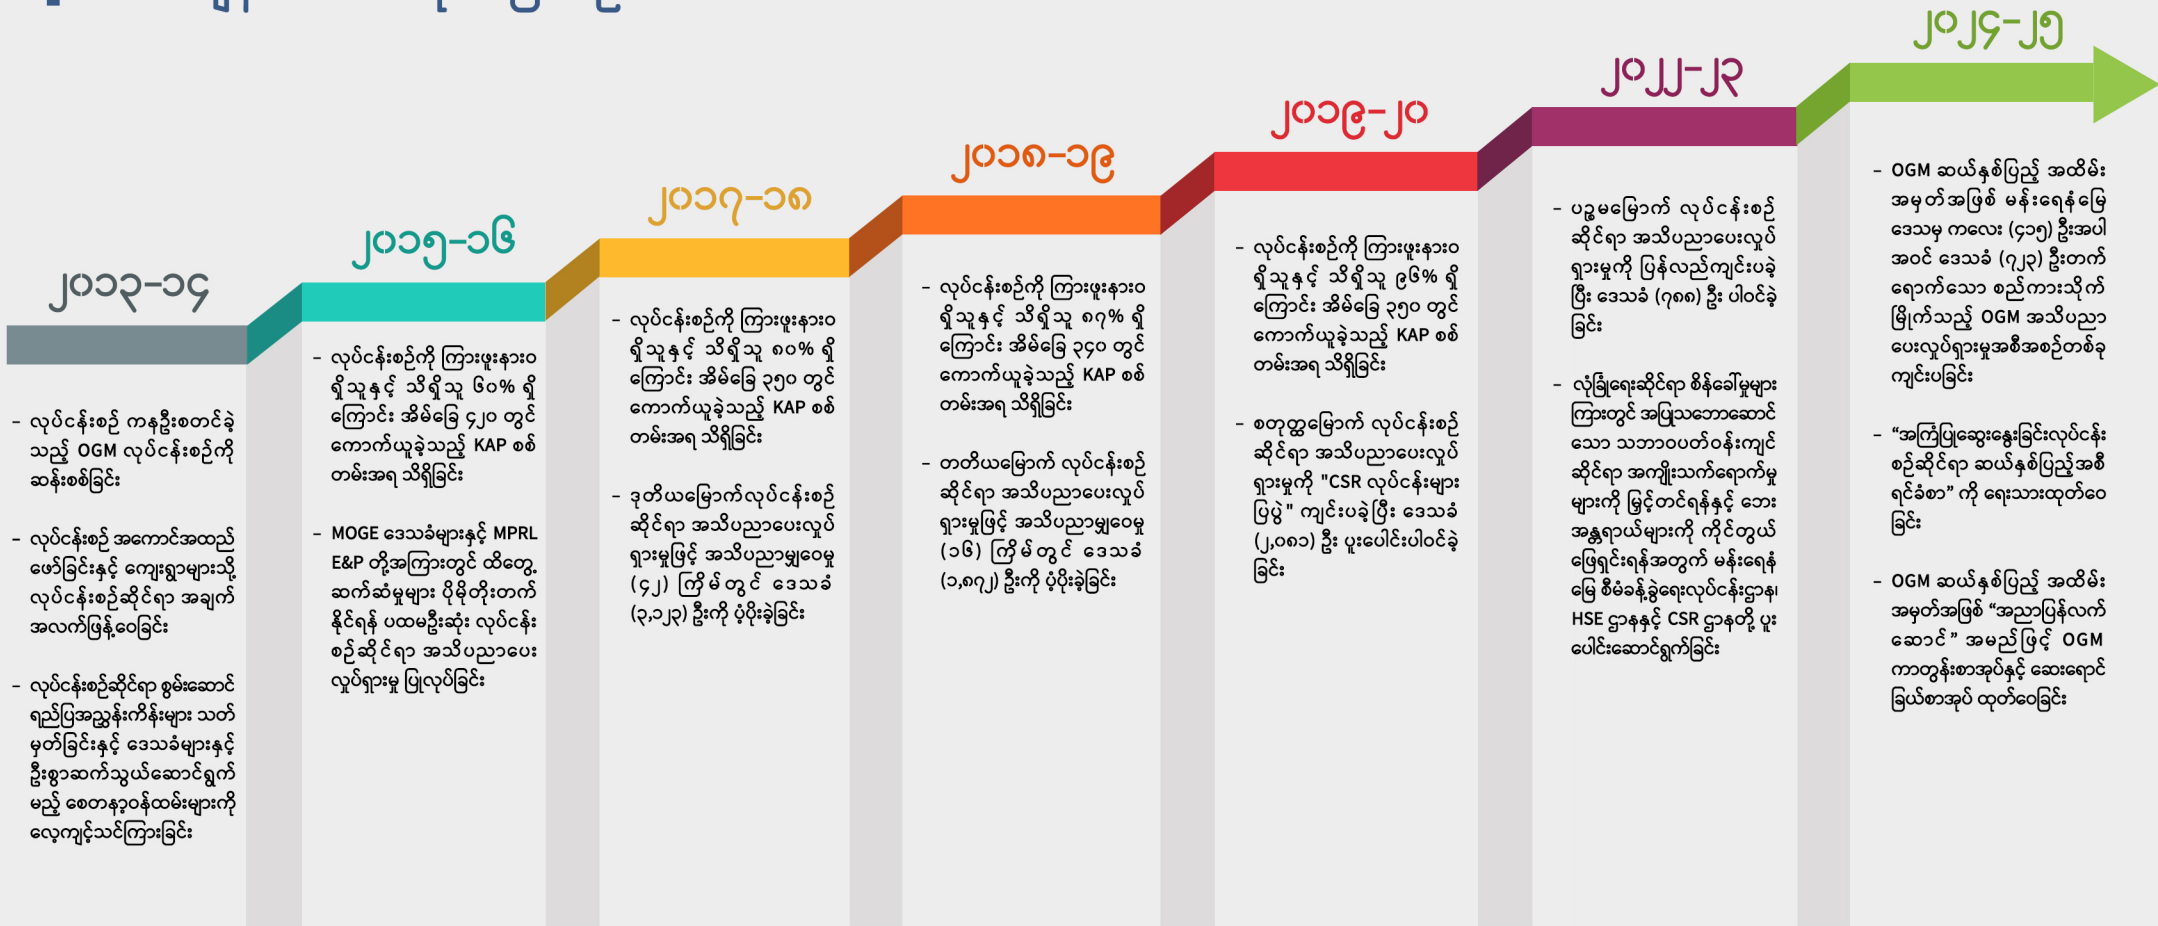 ၂၀၁၃-၁၄
- လုပ်ငန်းစဉ် ကနဦးစတင်ခဲ့
သည့် OGM လုပ်ငန်းစဉ်ကို
ဆန်းစစ်ခြင်း
- လုပ်ငန်းစဉ် အကောင်အထည်
ဖော်ခြင်းနှင့် ကျေးရွာများသို့
လုပ်ငန်းစဉ်ဆိုင်ရာ အချက်
အလက်ဖြန့်ဝေခြင်း
- လုပ်ငန်းစဉ်ဆိုင်ရာ စွမ်းဆောင်
ရည်ပြအညွှန်းကိန်းများ သတ်
မှတ်ခြင်းနှင့် ဒေသခံများနှင့်
ဦးစွာဆက်သွယ်ဆောင်ရွက်
မည့် စေတနာ့ဝန်ထမ်းများကို
လေ့ကျင့်သင်ကြားခြင်း
၂၀၁၅-၁၆
- လုပ်ငန်းစဉ်ကို ကြားဖူးနားဝ
ရှိသူနှင့် သိရှိသူ ၆၀% ရှိ
ကြောင်း အိမ်ခြေ ၄၂၀ တွင်
ကောက်ယူခဲ့သည့် KAP စစ်
တမ်းအရ သိရှိခြင်း
- MOGE ဒေသခံများနှင့် MPRL
E&P တို့အကြားတွင် ထိတွေ့
ဆက်ဆံမှုများ ပိုမိုတိုးတက်
နိုင်ရန် ပထမဦးဆုံး လုပ်ငန်း
စဉ်ဆိုင်ရာ အသိပညာပေး
လှုပ်ရှားမှု ပြုလုပ်ခြင်း
၂၀၁၇-၁၈
- လုပ်ငန်းစဉ်ကို ကြားဖူးနားဝ
ရှိသူနှင့် သိရှိသူ ၈၀% ရှိ
ကြောင်း အိမ်ခြေ ၃၅၀ တွင်
ကောက်ယူခဲ့သည့် KAP စစ်
တမ်းအရ သိရှိခြင်း
- ဒုတိယမြောက်လုပ်ငန်းစဉ်
ဆိုင်ရာ အသိပညာပေးလှုပ်
ရှားမှုဖြင့် အသိပညာမျှဝေမှု
(၄၂) ကြိမ်တွင် ဒေသခံ
(၃,၁၂၃) ဦးကို ပံ့ပိုးခဲ့ခြင်း
၂၀၁၈-၁၉
- လုပ်ငန်းစဉ်ကို ကြားဖူးနားဝ
ရှိသူနှင့် သိရှိသူ ၈၇% ရှိ
ကြောင်း အိမ်ခြေ ၃၄၀ တွင်
ကောက်ယူခဲ့သည့် KAP စစ်
တမ်းအရ သိရှိခြင်း
- တတိယမြောက် လုပ်ငန်းစဉ်
ဆိုင်ရာ အသိပညာပေးလှုပ်
ရှားမှုဖြင့် အသိပညာမျှဝေမှု
(၁၆) ကြိမ်တွင် ဒေသခံ
(၁,၈၇၂) ဦးကို ပံ့ပိုးခဲ့ခြင်း
၂၀၁၉-၂၀
- လုပ်ငန်းစဉ်ကို ကြားဖူးနားဝ
ရှိသူနှင့် သိရှိသူ ၉၆% ရှိ
ကြောင်း အိမ်ခြေ ၃၅၀ တွင်
ကောက်ယူခဲ့သည့် KAP စစ်
တမ်းအရ သိရှိခြင်း
- စတုတ္ထမြောက် လုပ်ငန်းစဉ်
ဆိုင်ရာ အသိပညာပေးလှုပ်
ရှားမှုကို "CSR လုပ်ငန်းများ
ပြပွဲ" ကျင်းပခဲ့ပြီး ဒေသခံ
(၂,၀၈၁) ဦး ပူးပေါင်းပါဝင်ခဲ့
ခြင်း
၂၀၂၂-၂၃
- ပဉ္စမမြောက် လုပ်ငန်းစဉ်
ဆိုင်ရာ အသိပညာပေးလှုပ်
ရှားမှုကို ပြန်လည်ကျင်းပခဲ့
ပြီး ဒေသခံ (၇၈၈) ဦး ပါဝင်ခဲ့
ခြင်း
- လုံခြုံရေးဆိုင်ရာ စိန်ခေါ်မှုများ
ကြားတွင် အပြုသဘောဆောင်
သော သဘာဝပတ်ဝန်းကျင်
ဆိုင်ရာ အကျိုးသက်ရောက်မှု
များကို မြှင့်တင်ရန်နှင့် ဘေး
အန္တရာယ်များကို ကိုင်တွယ်
ဖြေရှင်းရန်အတွက် မန်းရေနံ
မြေ စီမံခန့်ခွဲရေးလုပ်ငန်းဌာန၊
HSE ဌာနနှင့် CSR ဌာနတို့ ပူး
ပေါင်းဆောင်ရွက်ခြင်း
၂၀၂၄-၂၅
- OGM ဆယ်နှစ်ပြည့် အထိမ်း
အမှတ်အဖြစ် မန်းရေနံမြေ
ဒေသမှ ကလေး (၄၁၅) ဦးအပါ
အဝင် ဒေသခံ (၇၂၃) ဦးတက်
ရောက်သော စည်ကားသိုက်
မြိုက်သည့် OGM အသိပညာ
ပေးလှုပ်ရှားမှုအစီအစဉ်တစ်ခု
ကျင်းပခြင်း
- “အကြံပြုဆွေးနွေးခြင်းလုပ်ငန်း
စဉ်ဆိုင်ရာ ဆယ်နှစ်ပြည့်အစီ
ရင်ခံစာ” ကို ရေးသားထုတ်ဝေ
ခြင်း
- OGM ဆယ်နှစ်ပြည့် အထိမ်း
အမှတ်အဖြစ် “အညာပြန်လက်
ဆောင်” အမည်ဖြင့် OGM
ကာတွန်းစာအုပ်နှင့် ဆေးရောင်
ခြယ်စာအုပ် ထုတ်ဝေခြင်း